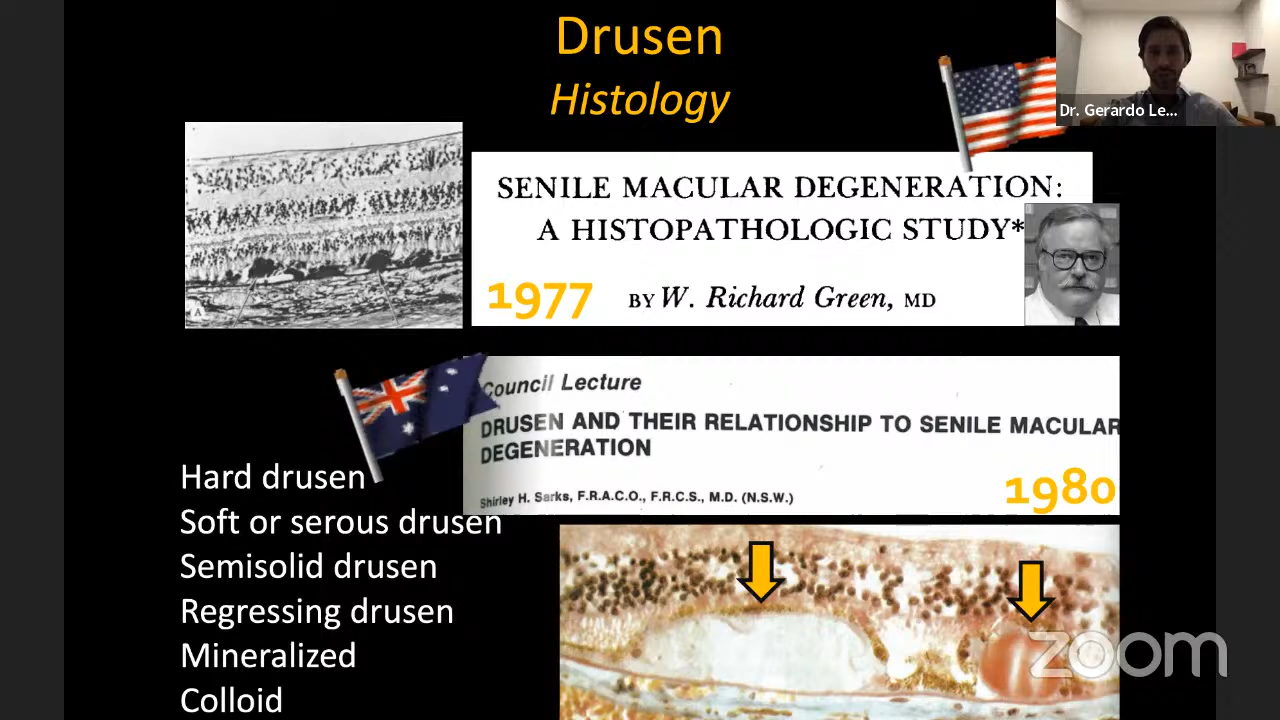 Drusen
Histology
Dr. Gerardo Le...
SENILE MACULAR DEGENERATION:
A HISTOPATHOLOGIC STUDY*
1977
BY W. Richard Green, MD
A
Council Lecture
DRUSEN AND THEIR RELATIONSHIP TO SENILE MACULAR
DEGENERATION
Shirley H. Sarks, F.R.A.C.O., F.R.C.S., M.D. (N.S.W.)
1980
Hard drusen
Soft or serous drusen
Semisolid drusen
Regressing drusen
Mineralized
Colloid
zoom